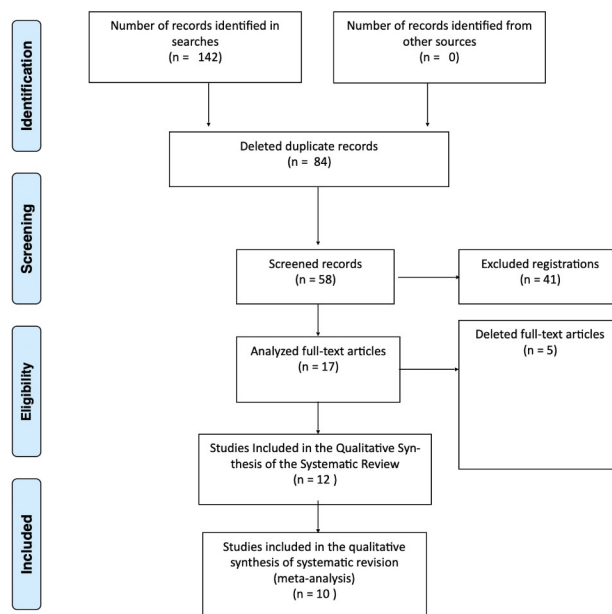 Identification
Number of records identified in
searches
(n = 142)
Number of records identified from
other sources
(n = 0)
Deleted duplicate records
(n = 84)
Screening
Screened records
(n = 58)
Excluded registrations
(n = 41)
Eligibility
Analyzed full-text articles
(n = 17)
Deleted full-text articles
(n = 5)
Studies Included in the Qualitative Syn-
thesis of the Systematic Review
(n = 12 )
Included
Studies included in the qualitative
synthesis of systematic revision
(meta-analysis)
(n = 10 )